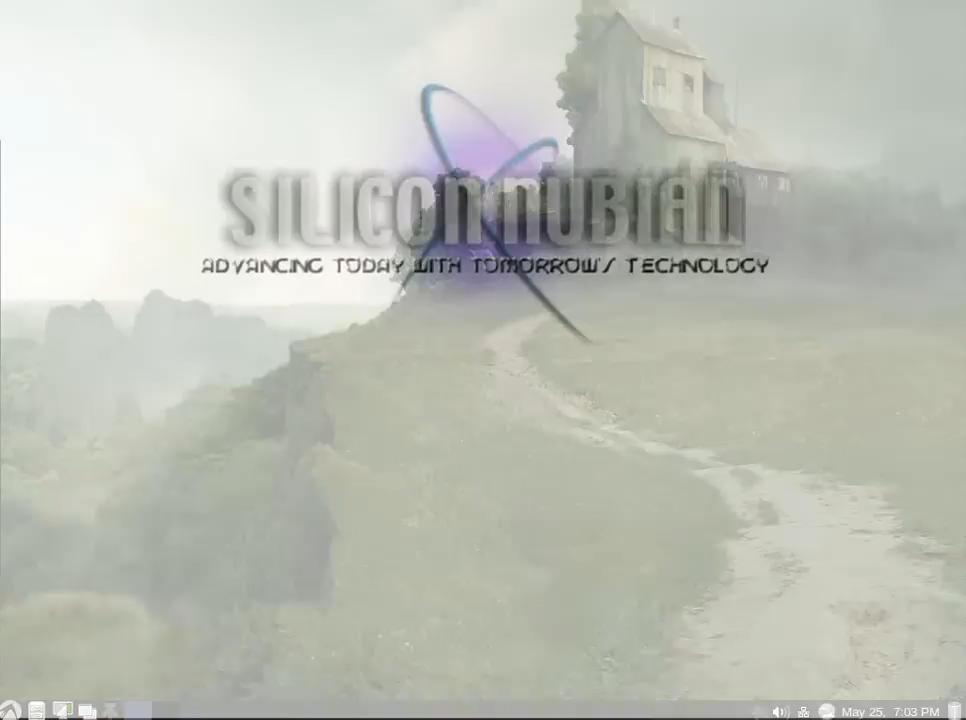 SILICON NUBIAN
ADVANCING TODAY WITH TOMORROW'S TECHNOLOGY
May 25, 7:03 PM